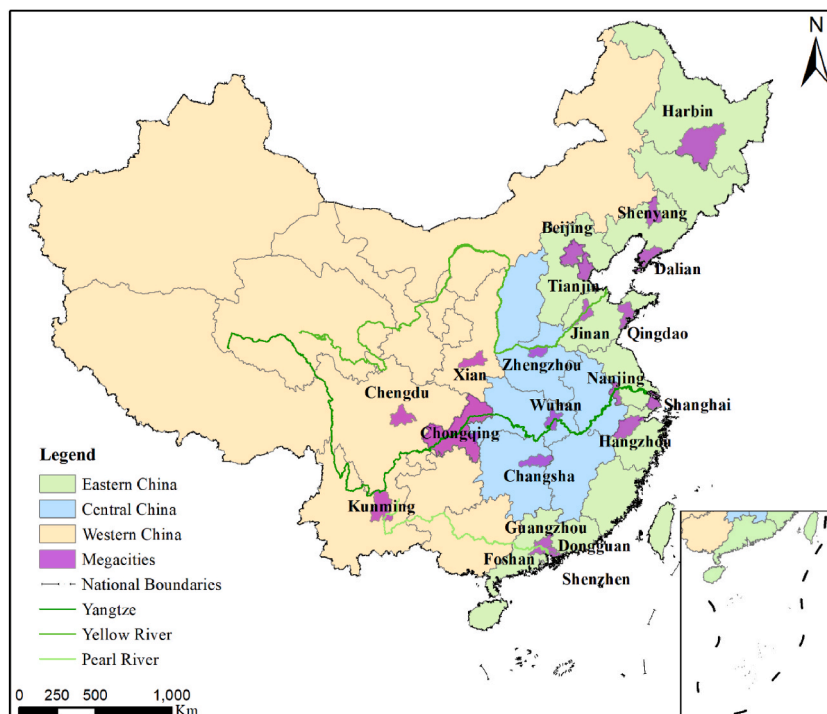 N
Harbin
Shenyang
Beijing
Dalian
Tianjin
Jinan
Qingdao
Zhengzhou
Xian
Nanjing
Chengdu
Wuhan
Shanghai
Chongqing
Hangzhou
Changsha
Kunming
Guangzhou
Dongguan
Foshan
Shenzhen
Legend
Eastern China
Central China
Western China
Megacities
National Boundaries
Yangtze
Yellow River
Pearl River
0 250 500 1,000
Km